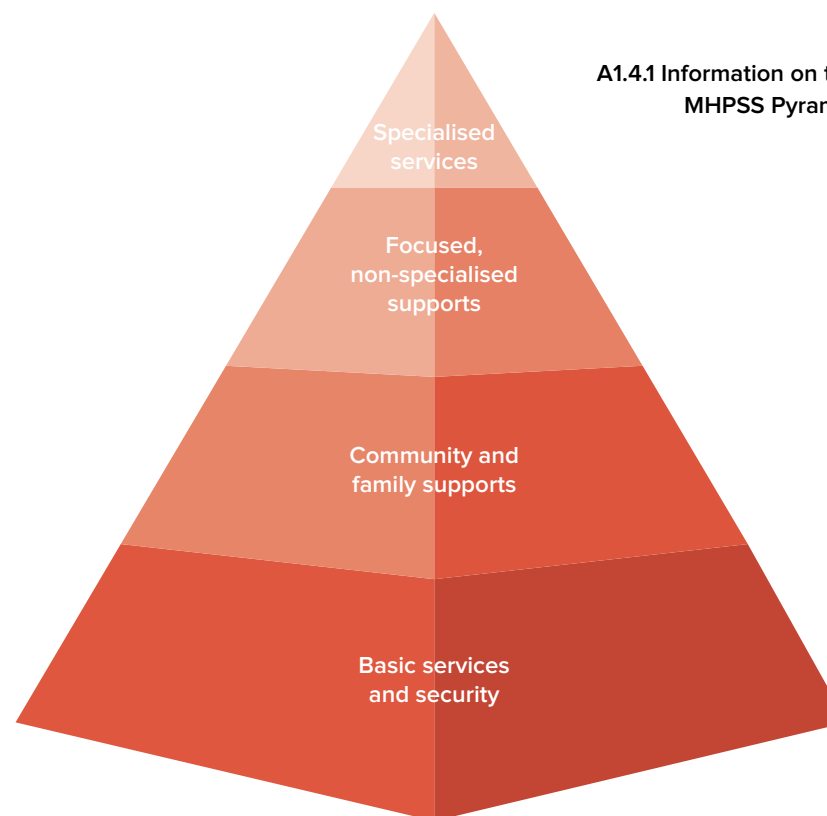 A1.4.1 Information on
MHPSS
Specialised
services
Focused,
non-specialised
supports
Community and
family supports
Basic services
and security